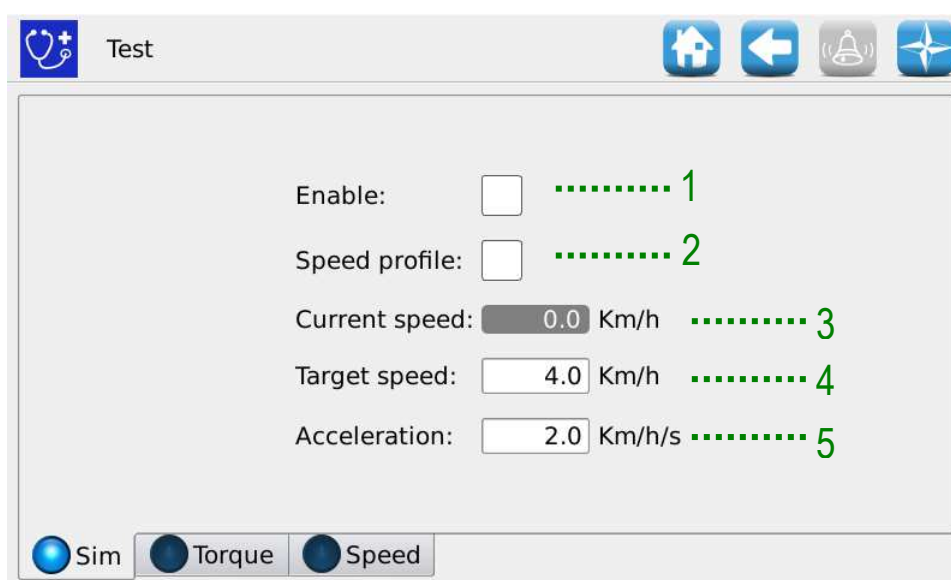 Test
Enable: 1
Speed profile: 2
Current speed: 0.0 Km/h 3
Target speed: 4.0 Km/h 4
Acceleration: 2.0 Km/h/s 5
Sim Torque Speed